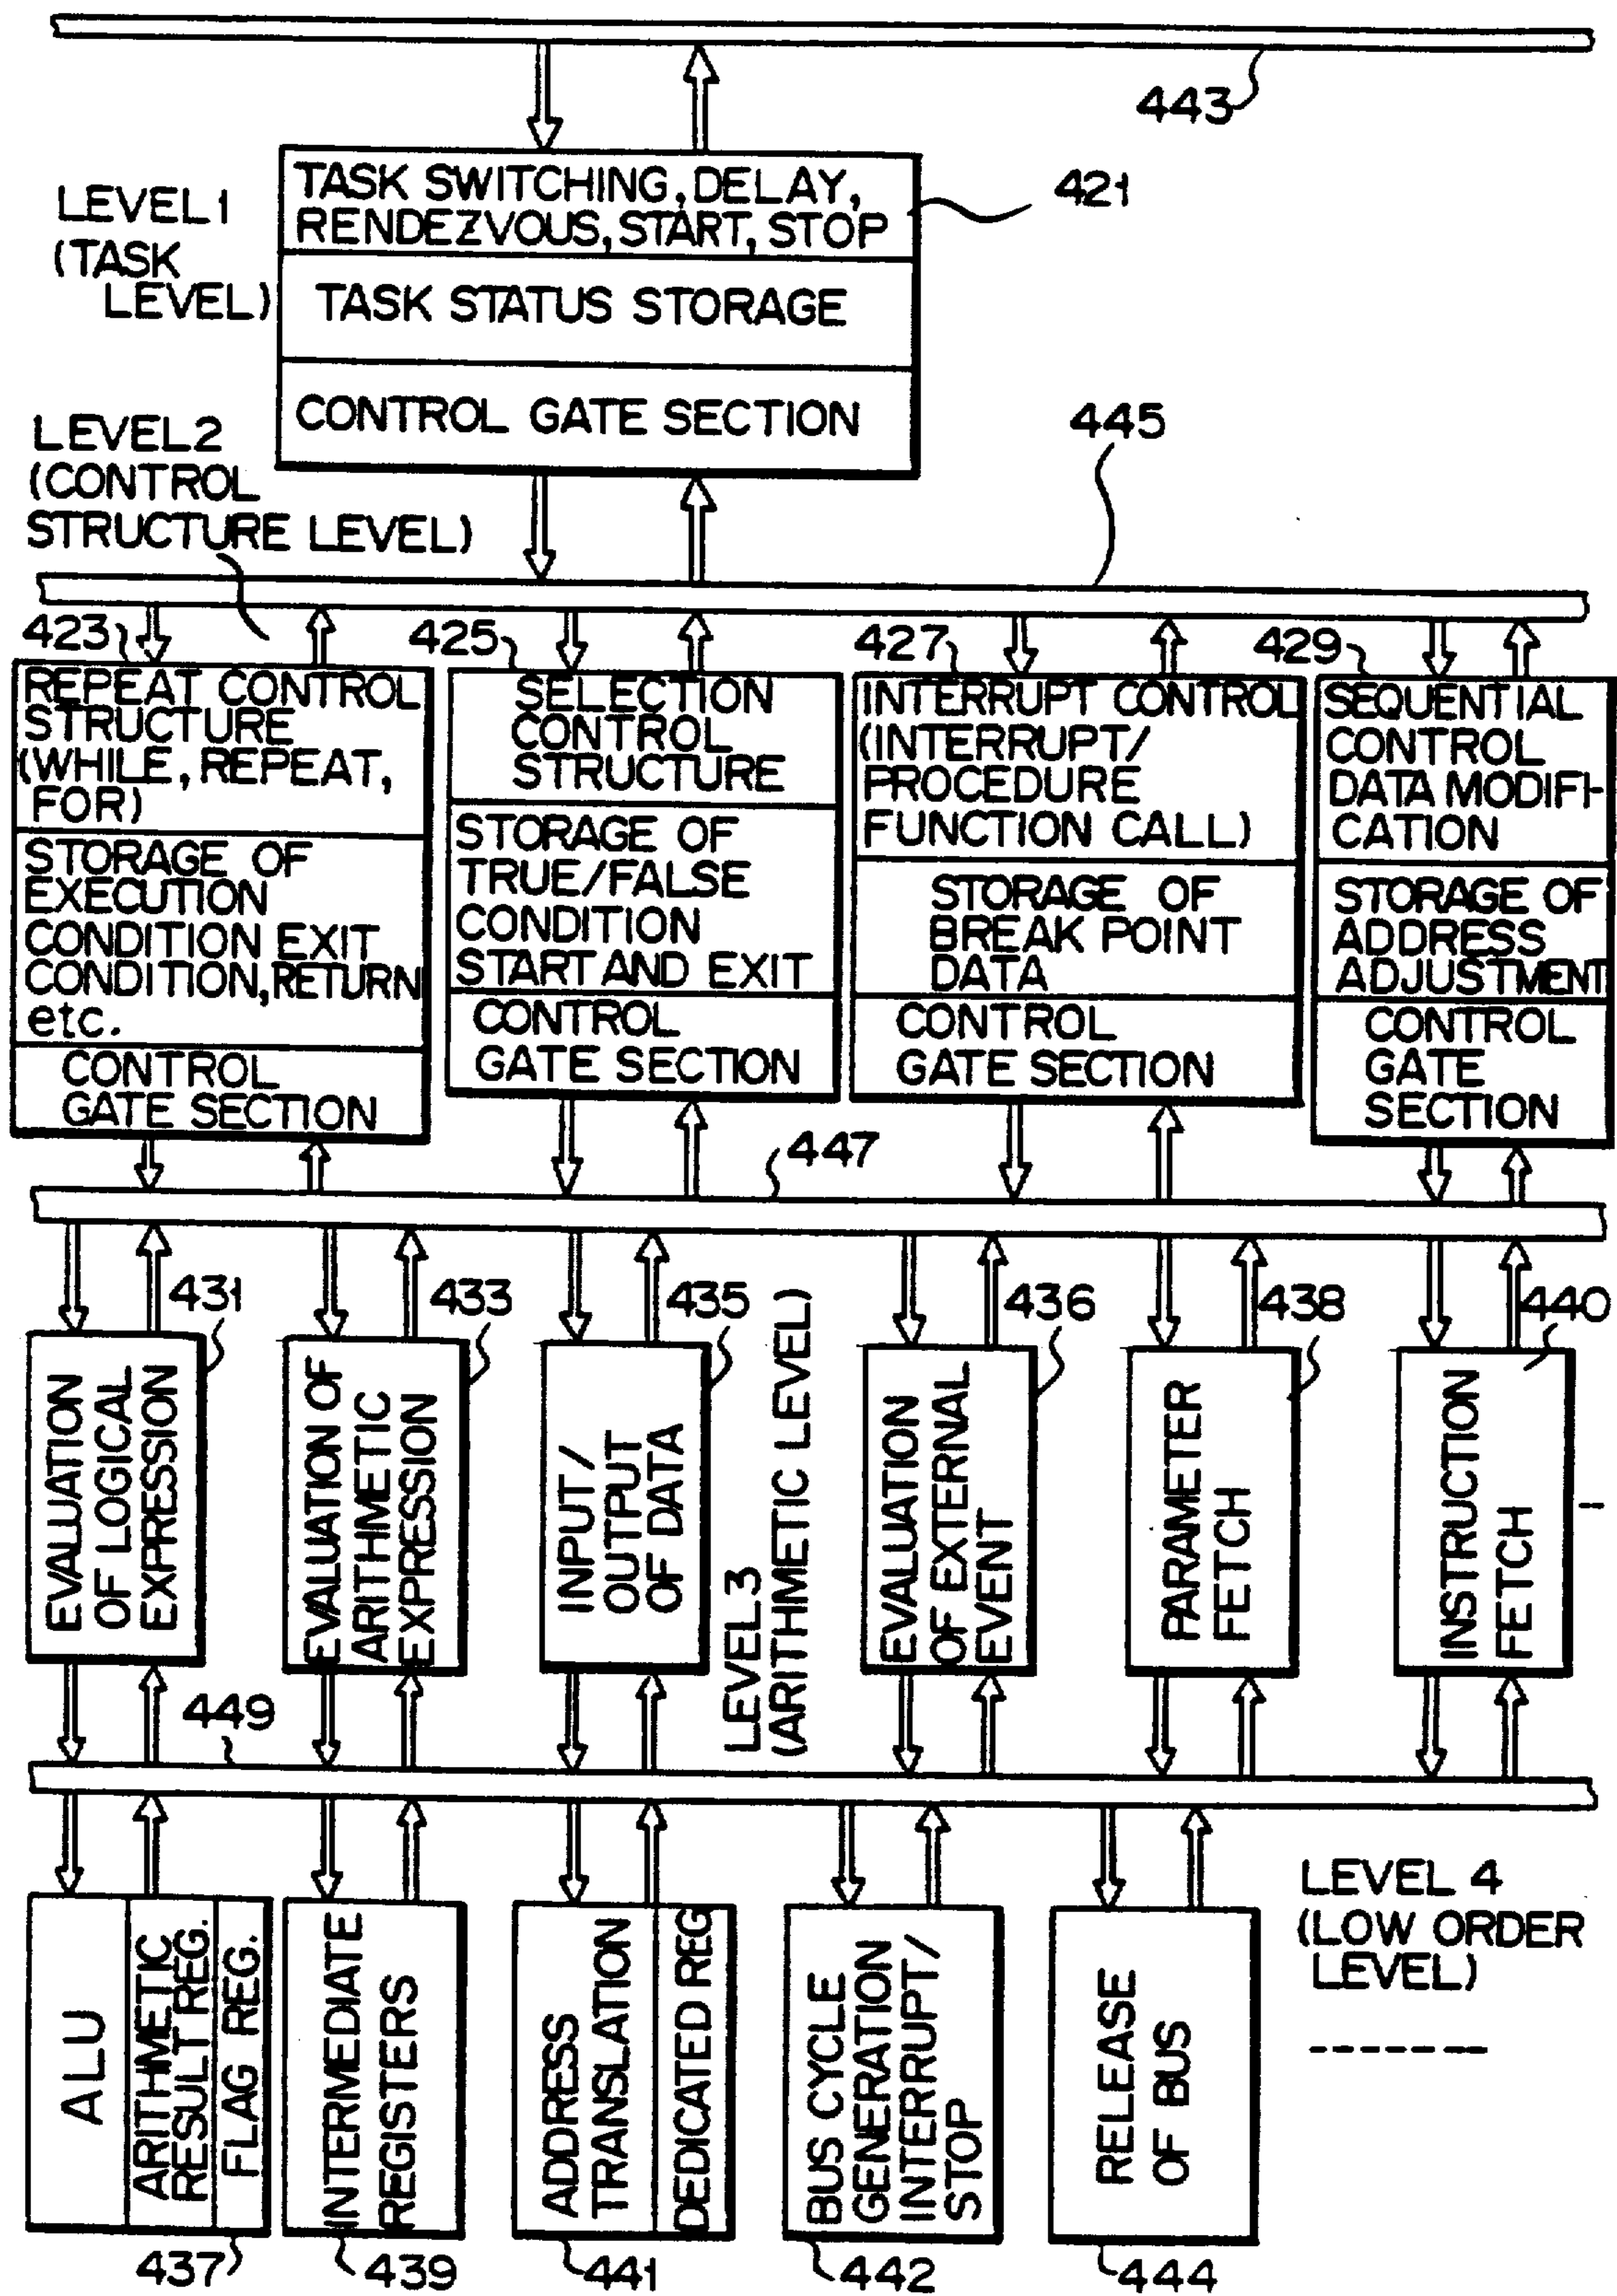 443
LEVEL 1
(TASK
LEVEL)
TASK SWITCHING, DELAY,
RENDEZVOUS, START, STOP
421
TASK STATUS STORAGE
CONTROL GATE SECTION
LEVEL 2
(CONTROL
STRUCTURE LEVEL)
445
423
REPEAT CONTROL
STRUCTURE
(WHILE, REPEAT,
FOR)
STORAGE OF
EXECUTION
CONDITION EXIT
CONDITION, RETURN
etc.
CONTROL
GATE SECTION
425
SELECTION
CONTROL
STRUCTURE
STORAGE OF
TRUE/FALSE
CONDITION
START AND EXIT
CONTROL
GATE SECTION
427
INTERRUPT CONTROL
(INTERRUPT/
PROCEDURE
FUNCTION CALL)
STORAGE OF
BREAK POINT
DATA
CONTROL
GATE SECTION
429
SEQUENTIAL
CONTROL
DATA MODIFI-
CATION
STORAGE OF
ADDRESS
ADJUSTMENT
CONTROL
GATE
SECTION
447
431
EVALUATION
OF LOGICAL
EXPRESSION
433
EVALUATION OF
ARITHMETIC
EXPRESSION
435
INPUT/
OUTPUT
OF DATA
LEVEL 3
(ARITHMETIC LEVEL)
436
EVALUATION
OF EXTERNAL
EVENT
438
PARAMETER
FETCH
440
INSTRUCTION
FETCH
449
ALU
ARITHMETIC
RESULT REG.
FLAG REG.
437
INTERMEDIATE
REGISTERS
439
ADDRESS
TRANSLATION
DEDICATED REG
441
BUS CYCLE
GENERATION
INTERRUPT/
STOP
442
RELEASE
OF BUS
444
LEVEL 4
(LOW ORDER
LEVEL)